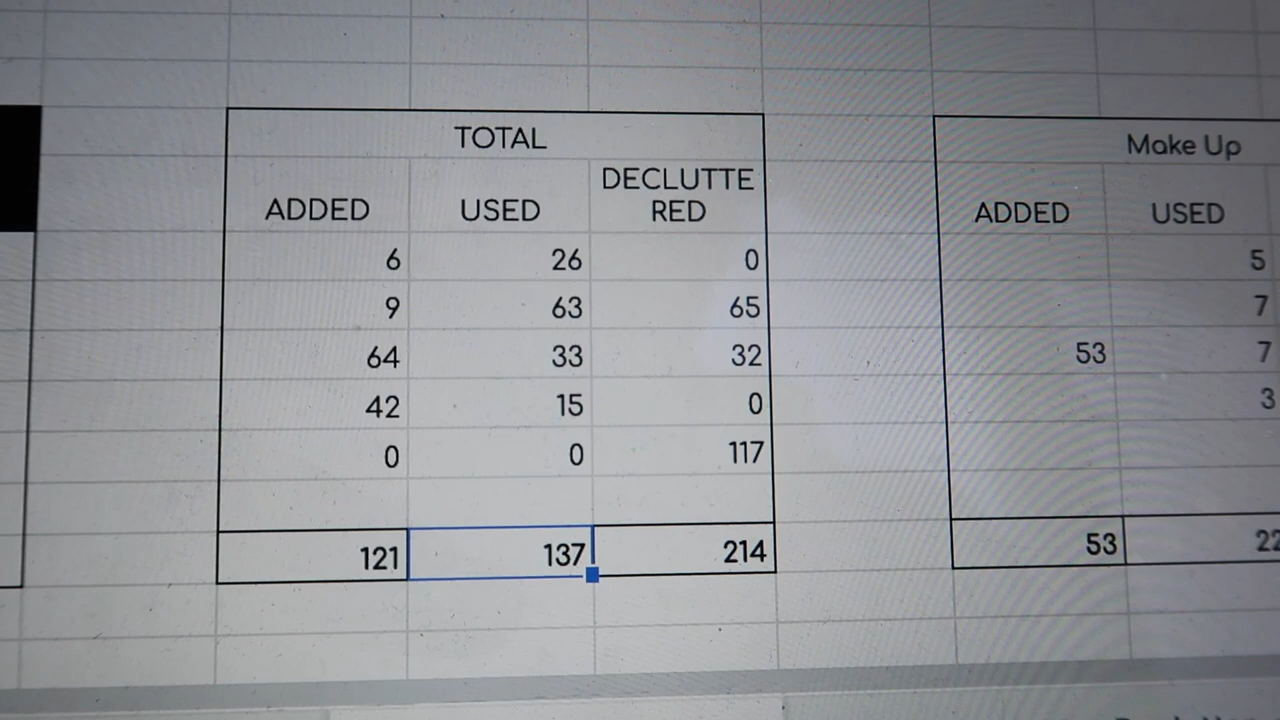 TOTAL
ADDED USED DECLUTTE
RED
6 26 0
9 63 65
64 33 32
42 15 0
0 0 117
121 137 214
Make Up
ADDED USED
5
7
53 7
3
53 22